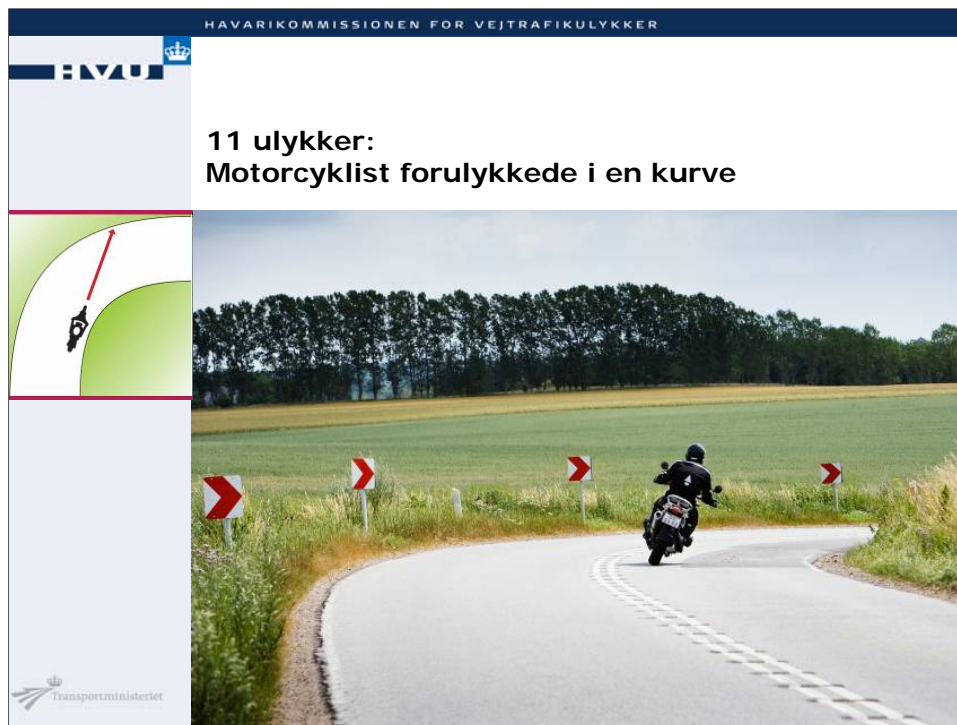 HAVARIKOMMISSIONEN FOR VEJTRAFIKULYKKER
HVU
11 ulykker:
Motorcyklist forulykkede i en kurve
Transportministeriet